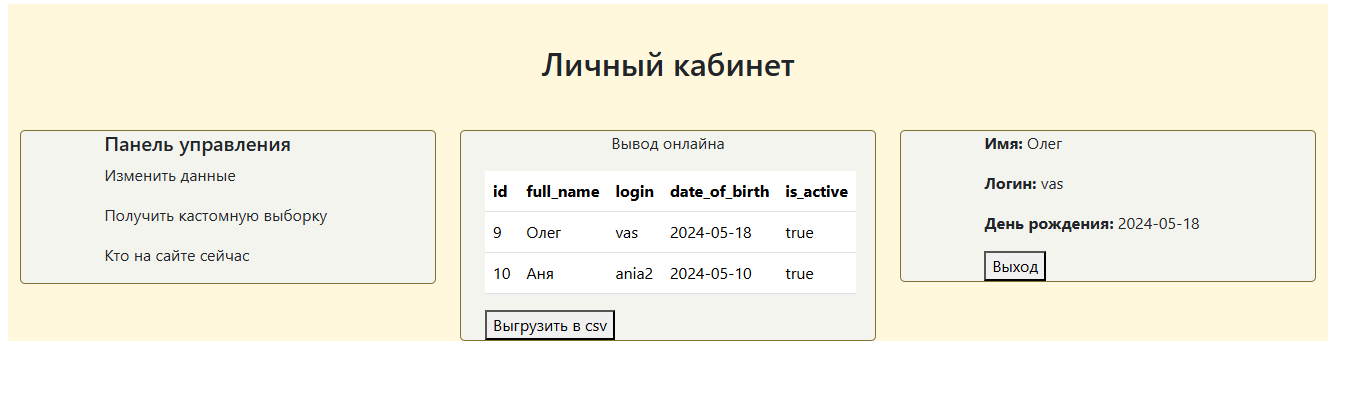 Личный кабинет
Панель управления
Изменить данные
Получить кастомную выборку
Кто на сайте сейчас
Вывод онлайна
id full_name login date_of_birth is_active
9 Олег vas 2024-05-18 true
10 Аня ania2 2024-05-10 true
Выгрузить в csv
Имя: Олег
Логин: vas
День рождения: 2024-05-18
Выход